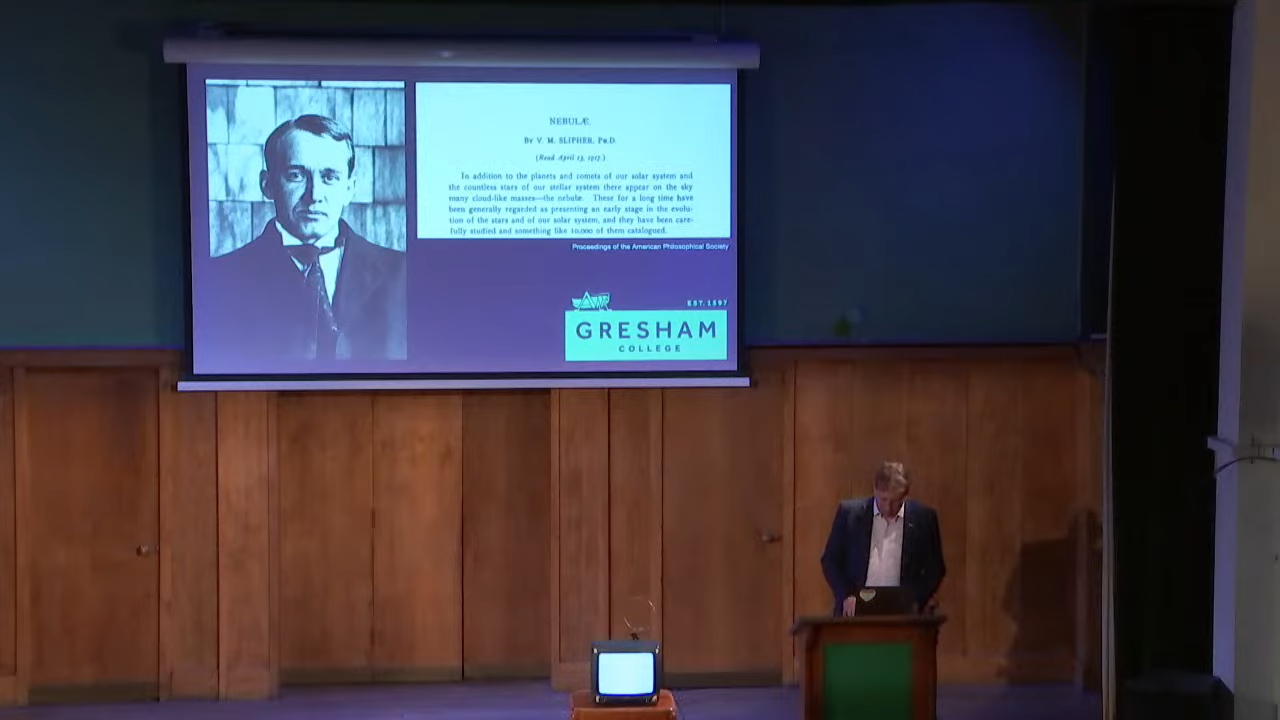 NEBULÆ.
By V. M. SLIPHER, Ph.D.
(Read April 13, 1917.)
In addition to the planets and comets of our solar system and
the countless stars of our stellar system there appear on the sky
many cloud-like masses—the nebulæ. These for a long time have
been generally regarded as presenting an early stage in the evolu-
tion of the stars and of our solar system, and they have been care-
fully studied and something like 10,000 of them catalogued.
Proceedings of the American Philosophical Society
EST. 1597
GRESHAM
COLLEGE